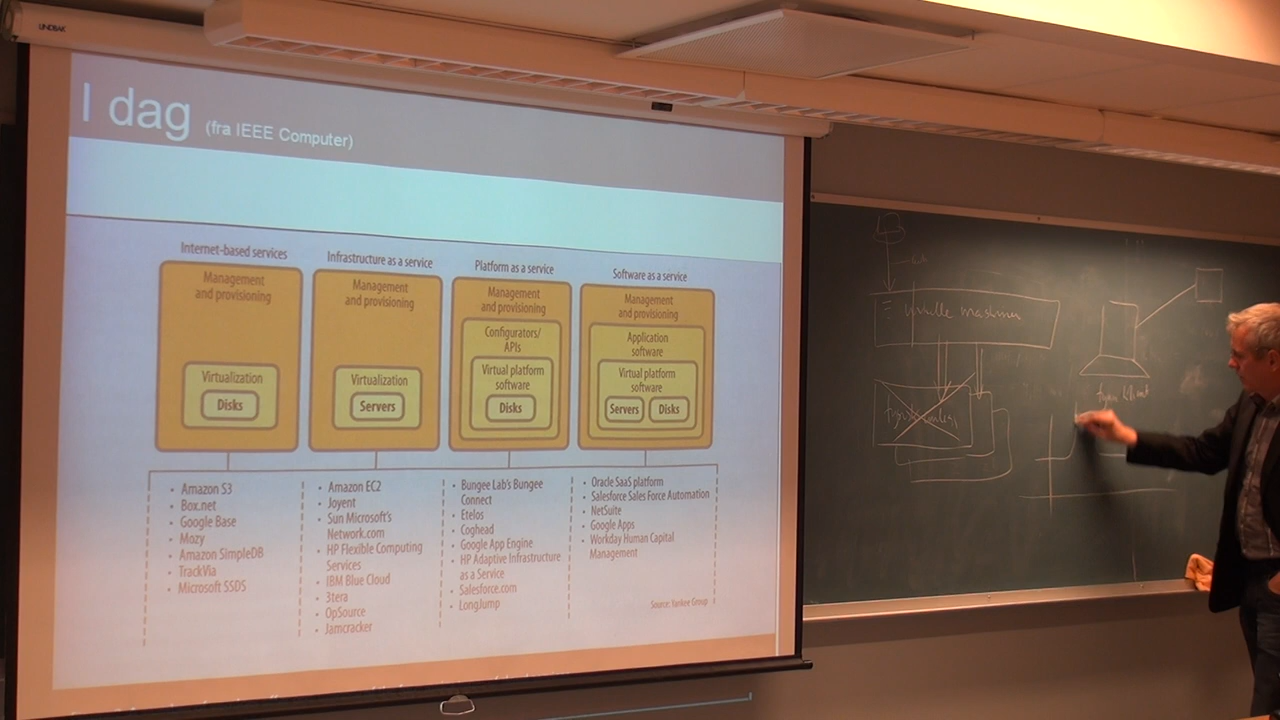 I dag (fra IEEE Computer)
Internet-based services
Management
and provisioning
Virtualization
Disks
• Amazon S3
• Box.net
• Google Base
• Mozy
• Amazon SimpleDB
• TrackVia
• Microsoft SSDS
Infrastructure as a service
Management
and provisioning
Virtualization
Servers
• Amazon EC2
• Joyent
• Sun Microsoft's
Network.com
• HP Flexible Computing
Services
• IBM Blue Cloud
• 3tera
• OpSource
• Jamcracker
Platform as a service
Management
and provisioning
Configurators/
APIs
Virtual platform
software
Disks
• Bungee Lab's Bungee
Connect
• Etelos
• Coghead
• Google App Engine
• HP Adaptive Infrastructure
as a Service
• Salesforce.com
• LongJump
Software as a service
Management
and provisioning
Application
software
Virtual platform
software
Servers
Disks
• Oracle SaaS platform
• Salesforce Sales Force Automation
• NetSuite
• Google Apps
• Workday Human Capital
Management
Source: Yankee Group